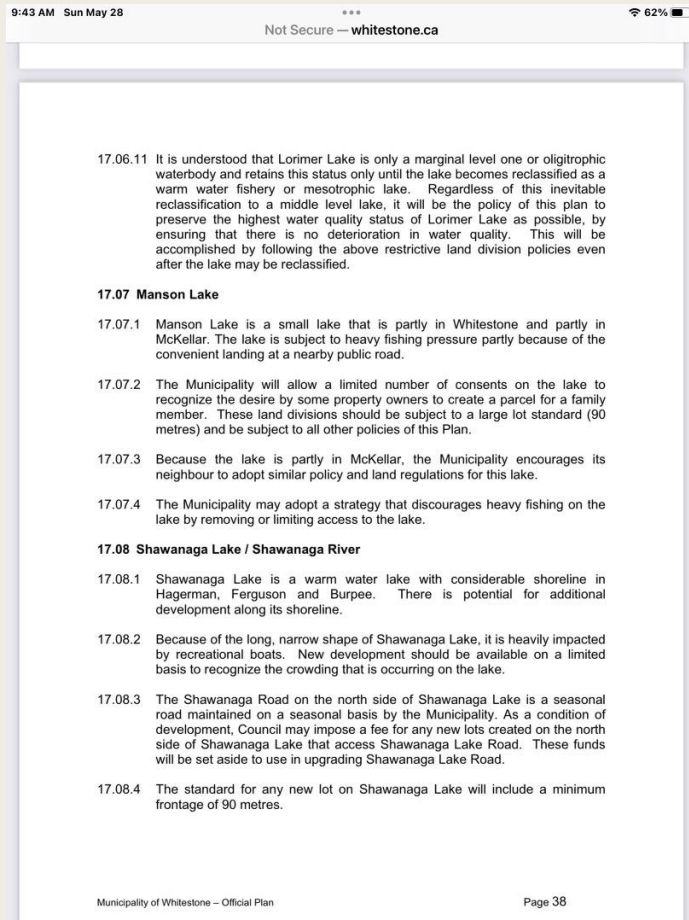 9:43 AM Sun May 28
62%
Not Secure — whitestone.ca
17.06.11 It is understood that Lorimer Lake is only a marginal level one or oligitrophic
waterbody and retains this status only until the lake becomes reclassified as a
warm water fishery or mesotrophic lake. Regardless of this inevitable
reclassification to a middle level lake, it will be the policy of this plan to
preserve the highest water quality status of Lorimer Lake as possible, by
ensuring that there is no deterioration in water quality. This will be
accomplished by following the above restrictive land division policies even
after the lake may be reclassified.
17.07 Manson Lake
17.07.1 Manson Lake is a small lake that is partly in Whitestone and partly in
McKellar. The lake is subject to heavy fishing pressure partly because of the
convenient landing at a nearby public road.
17.07.2 The Municipality will allow a limited number of consents on the lake to
recognize the desire by some property owners to create a parcel for a family
member. These land divisions should be subject to a large lot standard (90
metres) and be subject to all other policies of this Plan.
17.07.3 Because the lake is partly in McKellar, the Municipality encourages its
neighbour to adopt similar policy and land regulations for this lake.
17.07.4 The Municipality may adopt a strategy that discourages heavy fishing on the
lake by removing or limiting access to the lake.
17.08 Shawanaga Lake / Shawanaga River
17.08.1 Shawanaga Lake is a warm water lake with considerable shoreline in
Hagerman, Ferguson and Burpee. There is potential for additional
development along its shoreline.
17.08.2 Because of the long, narrow shape of Shawanaga Lake, it is heavily impacted
by recreational boats. New development should be available on a limited
basis to recognize the crowding that is occurring on the lake.
17.08.3 The Shawanaga Road on the north side of Shawanaga Lake is a seasonal
road maintained on a seasonal basis by the Municipality. As a condition of
development, Council may impose a fee for any new lots created on the north
side of Shawanaga Lake that access Shawanaga Lake Road. These funds
will be set aside to use in upgrading Shawanaga Lake Road.
17.08.4 The standard for any new lot on Shawanaga Lake will include a minimum
frontage of 90 metres.
Municipality of Whitestone – Official Plan Page 38